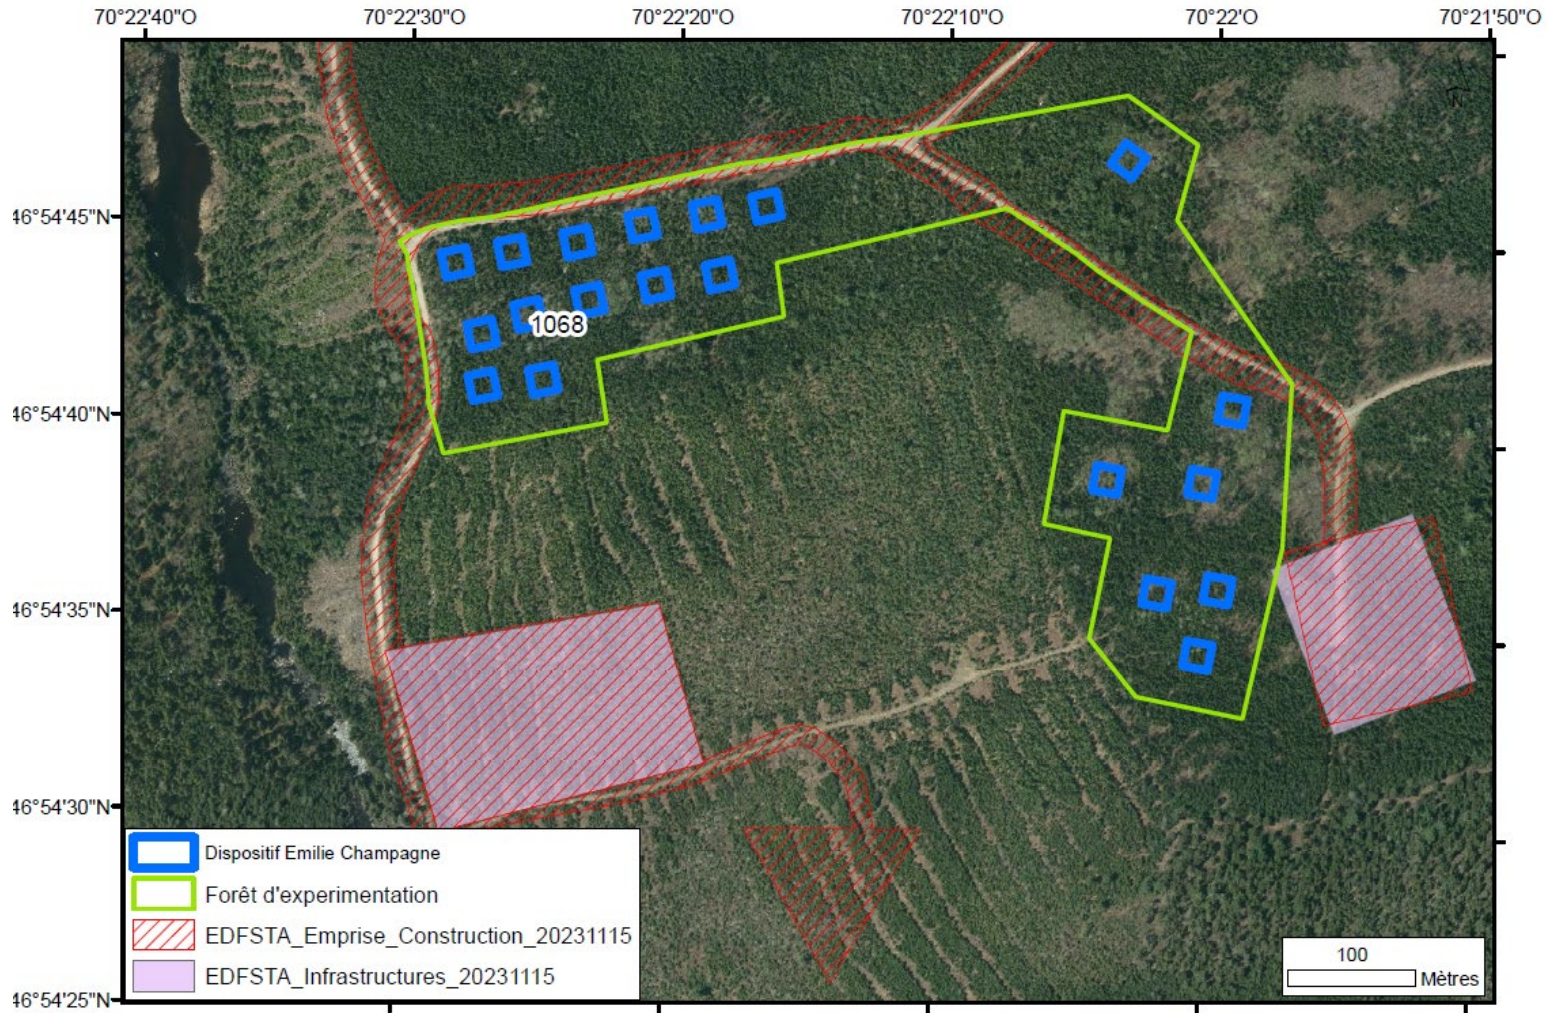 70°22'40"O 70°22'30"O 70°22'20"O 70°22'10"O 70°22'O 70°21'50"O
N
46°54'45"N
1068
46°54'40"N
46°54'35"N
46°54'30"N
Dispositif Emilie Champagne
Forêt d'experimentation
EDFSTA_Emprise_Construction_20231115
EDFSTA_Infrastructures_20231115
100
Mètres
46°54'25"N